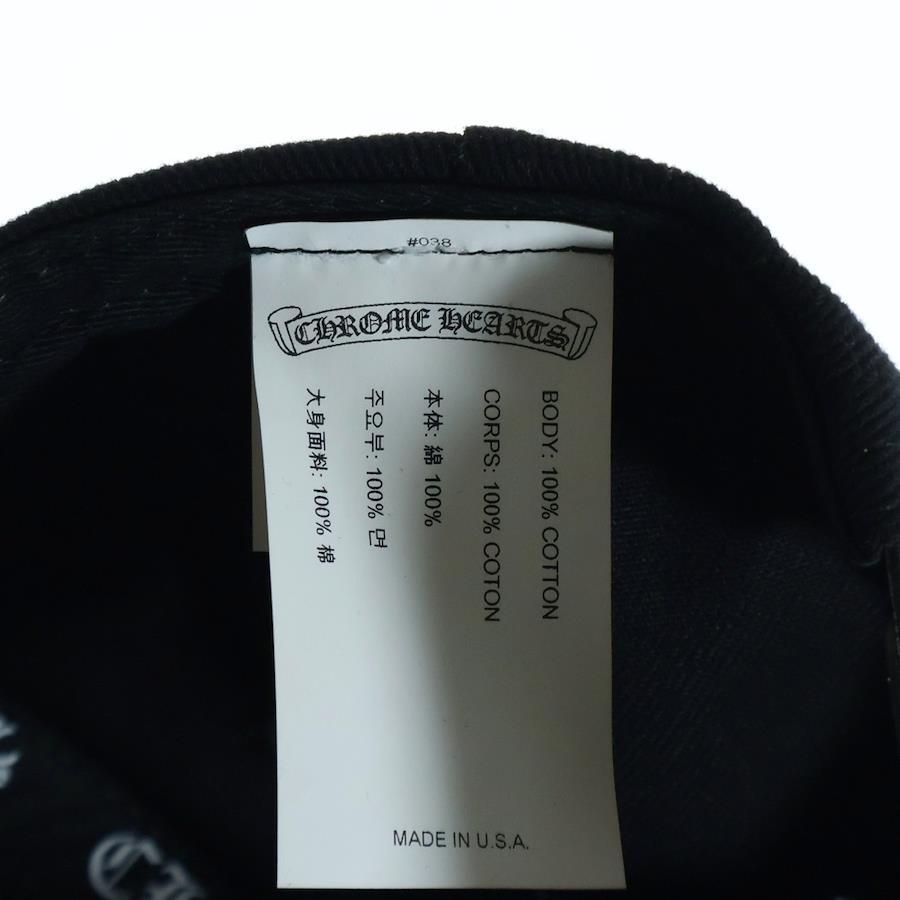 #038
CHROME HEARTS
BODY: 100% COTTON
CORPS: 100% COTON
本体: 綿 100%
주요부: 100% 면
大身面料: 100% 棉
MADE IN U.S.A.